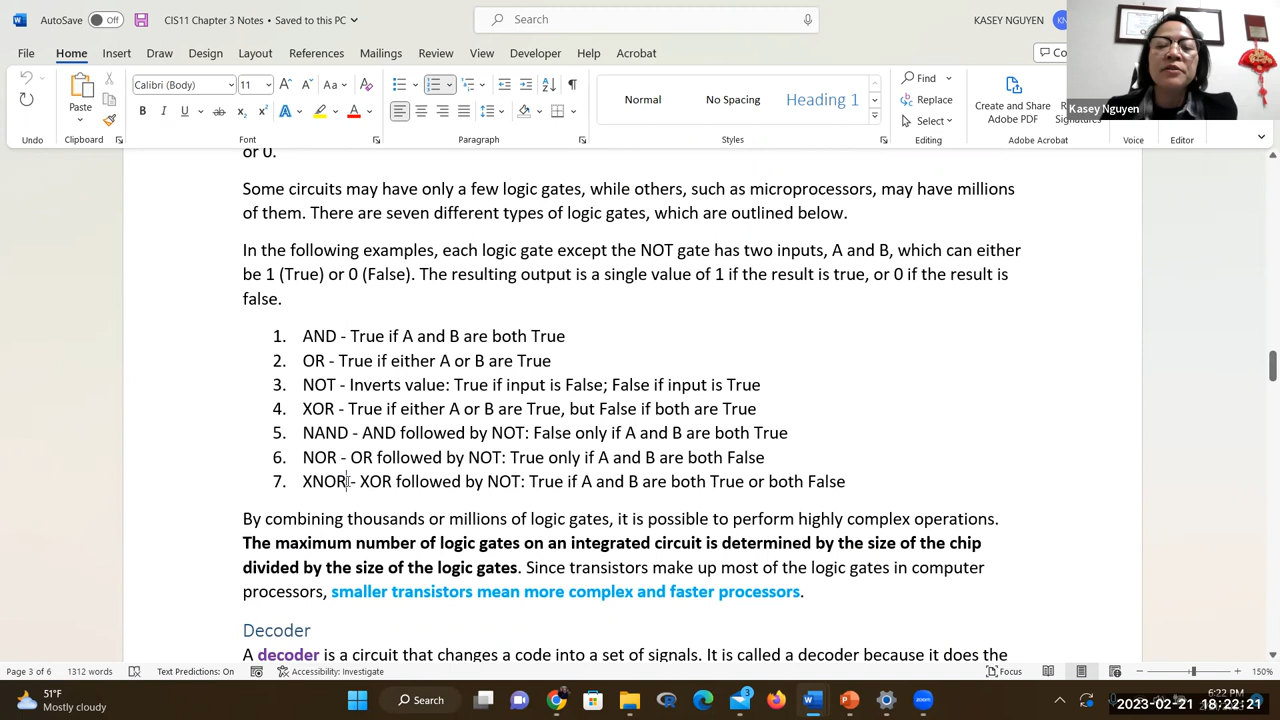 AutoSave Off CIS11 Chapter 3 Notes • Saved to this PC Search KASEY NGUYEN KN
File Home Insert Draw Design Layout References Mailings Review View Developer Help Acrobat Co
Paste Calibri (Body) 11 Aa Normal No Spacing Heading 1 Find Replace Select Create and Share Adobe PDF
Kasey Nguyen
Undo Clipboard Font Paragraph Styles Editing Adobe Acrobat Voice Editor
or 0.
Some circuits may have only a few logic gates, while others, such as microprocessors, may have millions
of them. There are seven different types of logic gates, which are outlined below.
In the following examples, each logic gate except the NOT gate has two inputs, A and B, which can either
be 1 (True) or 0 (False). The resulting output is a single value of 1 if the result is true, or 0 if the result is
false.
1. AND - True if A and B are both True
2. OR - True if either A or B are True
3. NOT - Inverts value: True if input is False; False if input is True
4. XOR - True if either A or B are True, but False if both are True
5. NAND - AND followed by NOT: False only if A and B are both True
6. NOR - OR followed by NOT: True only if A and B are both False
7. XNOR - XOR followed by NOT: True if A and B are both True or both False
By combining thousands or millions of logic gates, it is possible to perform highly complex operations.
The maximum number of logic gates on an integrated circuit is determined by the size of the chip
divided by the size of the logic gates. Since transistors make up most of the logic gates in computer
processors, smaller transistors mean more complex and faster processors.
Decoder
A decoder is a circuit that changes a code into a set of signals. It is called a decoder because it does the
Page 3 of 6 1312 words Text Predictions: On Accessibility: Investigate Focus 150%
51°F
Mostly cloudy
Search
3
6:22 PM
2023-02-21 18:22:21